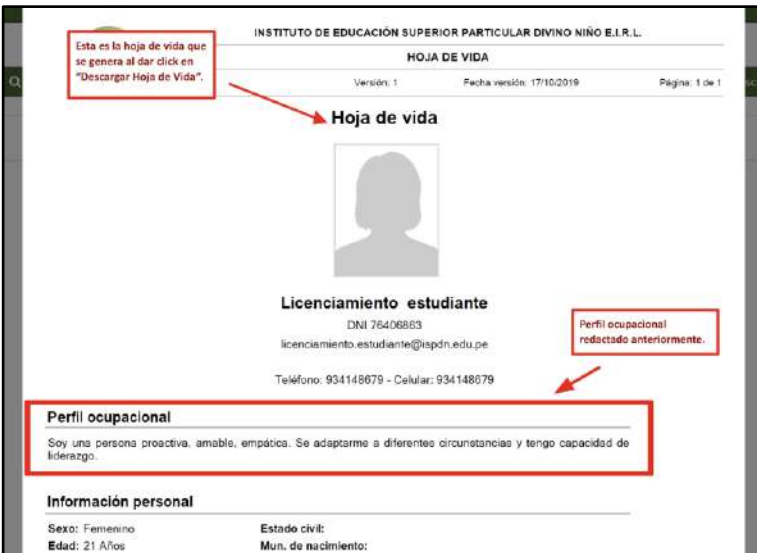 INSTITUTO DE EDUCACIÓN SUPERIOR PARTICULAR DIVINO NIÑO E.I.R.L.
HOJA DE VIDA
Versión: 1 Fecha versión: 17/10/2019 Página: 1 de 1
Esta es la hoja de vida que
se genera al dar click en
"Descargar Hoja de Vida".
Hoja de vida
Licenciamiento estudiante
DNI 76406863
licenciamiento.estudiante@ispdn.edu.pe
Teléfono: 934148679 - Celular: 934148679
Perfil ocupacional
redactado anteriormente.
Perfil ocupacional
Soy una persona proactiva, amable, empática. Se adaptarme a diferentes circunstancias y tengo capacidad de
liderazgo.
Información personal
Sexo: Femenino Estado civil:
Edad: 21 Años Mun. de nacimiento: